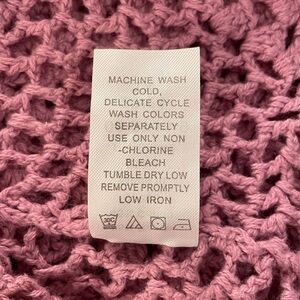 MACHINE WASH
COLD,
DELICATE CYCLE
WASH COLORS
SEPARATELY
USE ONLY NON
-CHLORINE
BLEACH
TUMBLE DRY LOW
REMOVE PROMPTLY
LOW IRON